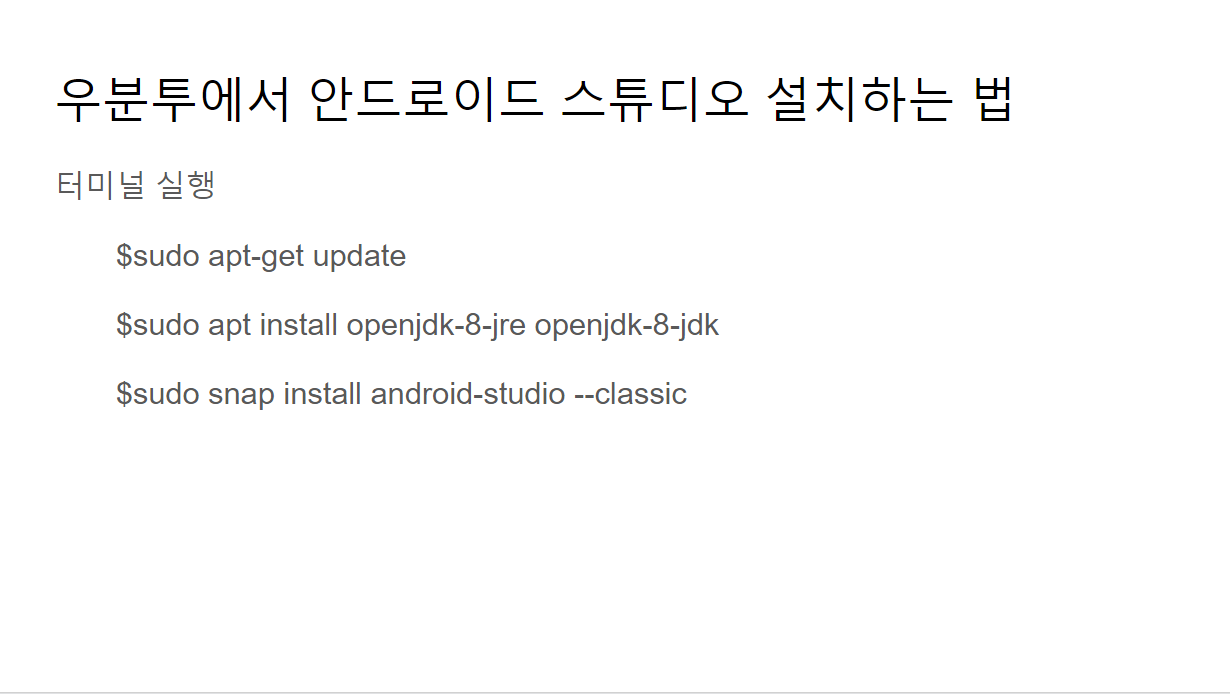 우분투에서 안드로이드 스튜디오 설치하는 법
터미널 실행
$sudo apt-get update
$sudo apt install openjdk-8-jre openjdk-8-jdk
$sudo snap install android-studio --classic